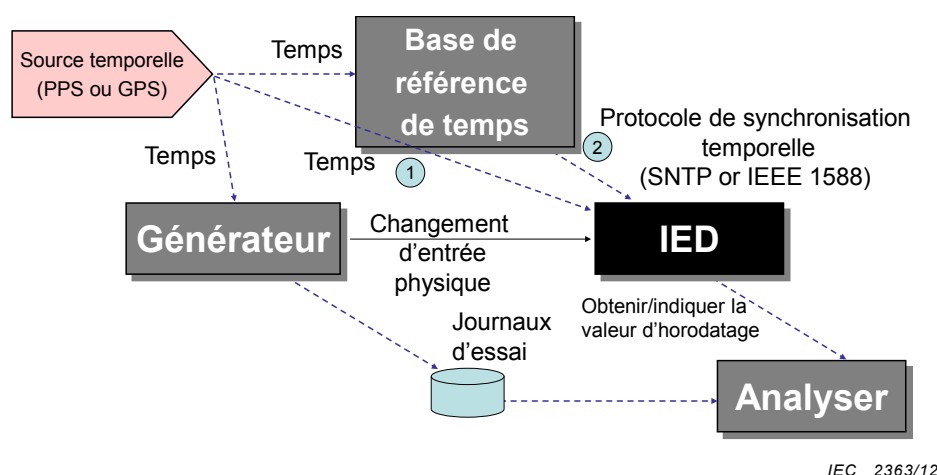 Source temporelle
(PPS ou GPS)
Temps
Base de
référence
de temps
Temps
Temps
1
2
Protocole de synchronisation
temporelle
(SNTP or IEEE 1588)
Générateur
Changement
d'entrée
physique
IED
Obtenir/indiquer la
valeur d'horodatage
Journaux
d'essai
Analyser
IEC 2363/12